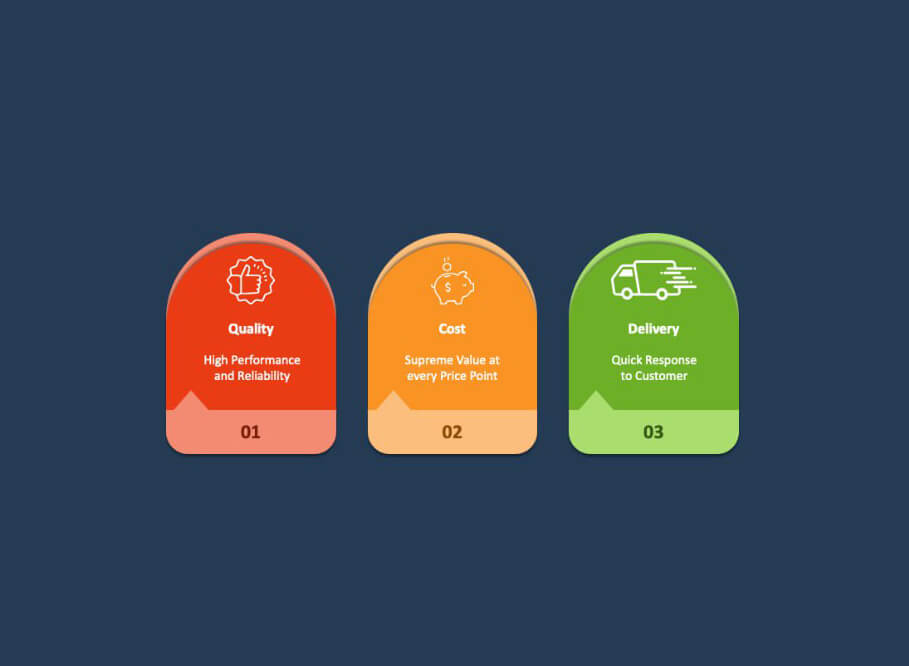 Quality
High Performance
and Reliability
01
Cost
$
Supreme Value at
every Price Point
02
Delivery
Quick Response
to Customer
03